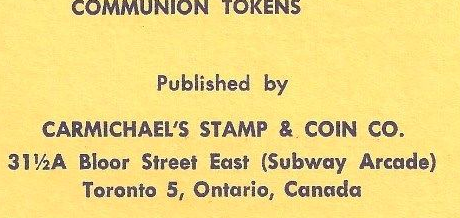 COMMUNION TOKENS
Published by
CARMICHAEL'S STAMP & COIN CO.
31½A Bloor Street East (Subway Arcade)
Toronto 5, Ontario, Canada